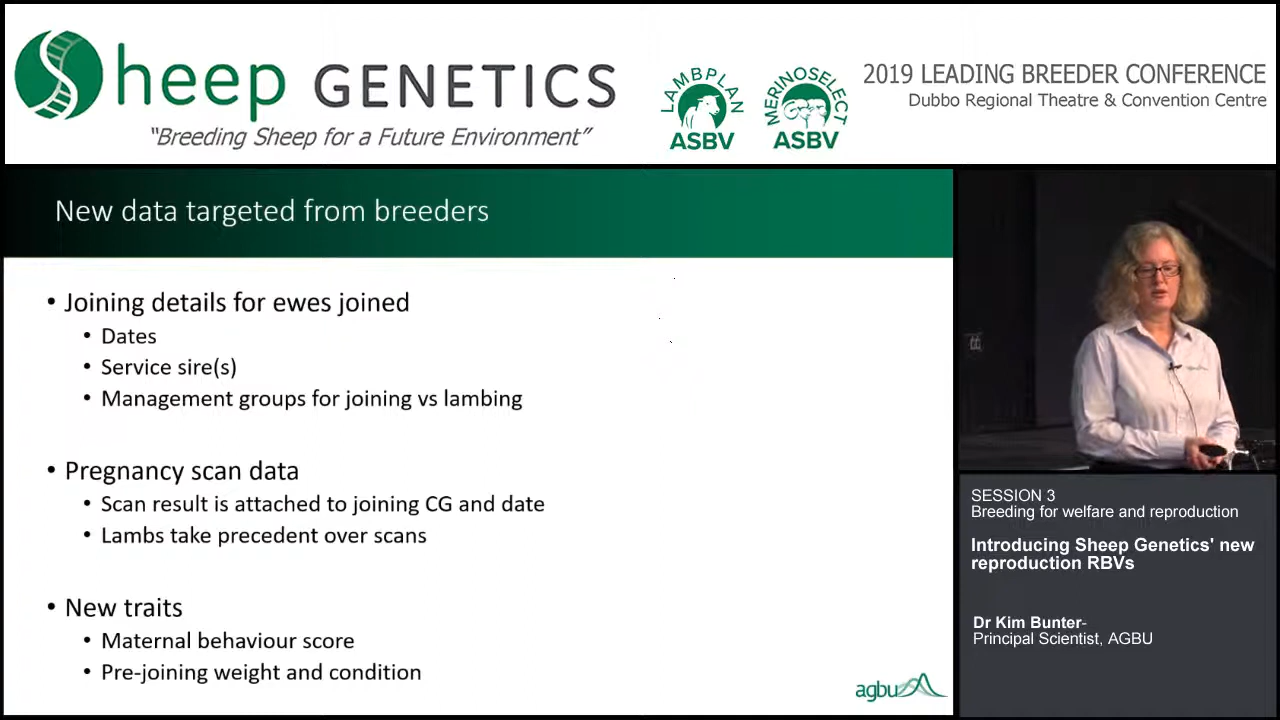 Sheep GENETICS
"Breeding Sheep for a Future Environment"
LAMBPLAN
ASBV
MERINOSELECT
ASBV
2019 LEADING BREEDER CONFERENCE
Dubbo Regional Theatre & Convention Centre
New data targeted from breeders
• Joining details for ewes joined
• Dates
• Service sire(s)
• Management groups for joining vs lambing
• Pregnancy scan data
• Scan result is attached to joining CG and date
• Lambs take precedent over scans
• New traits
• Maternal behaviour score
• Pre-joining weight and condition
agbu
SESSION 3
Breeding for welfare and reproduction
Introducing Sheep Genetics' new
reproduction RBVs
Dr Kim Bunter-
Principal Scientist, AGBU